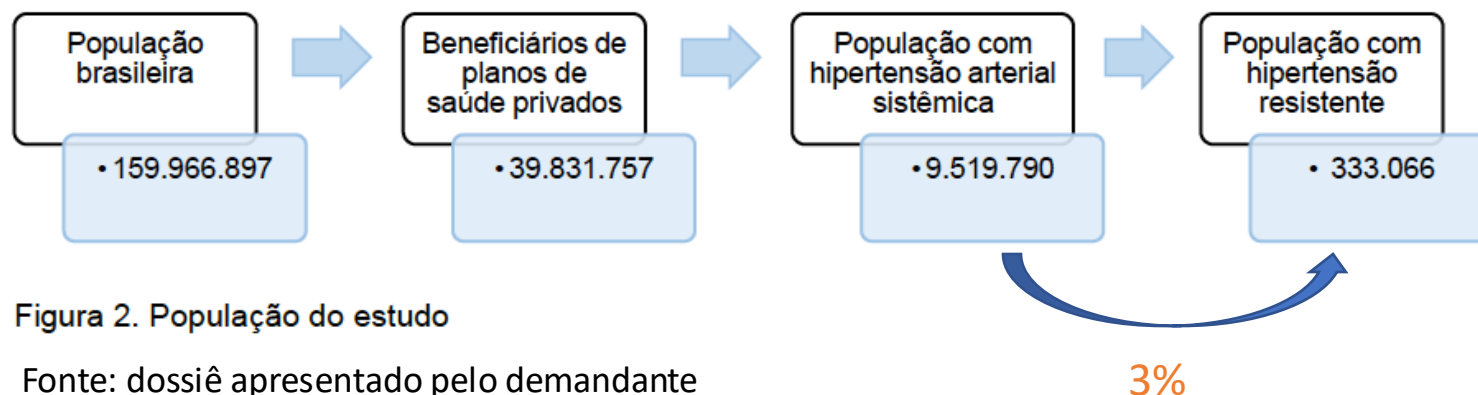 População
brasileira
• 159.966.897
Beneficiários de
planos de
saúde privados
• 39.831.757
População com
hipertensão arterial
sistêmica
• 9.519.790
População com
hipertensão
resistente
• 333.066
Figura 2. População do estudo
Fonte: dossiê apresentado pelo demandante
3%